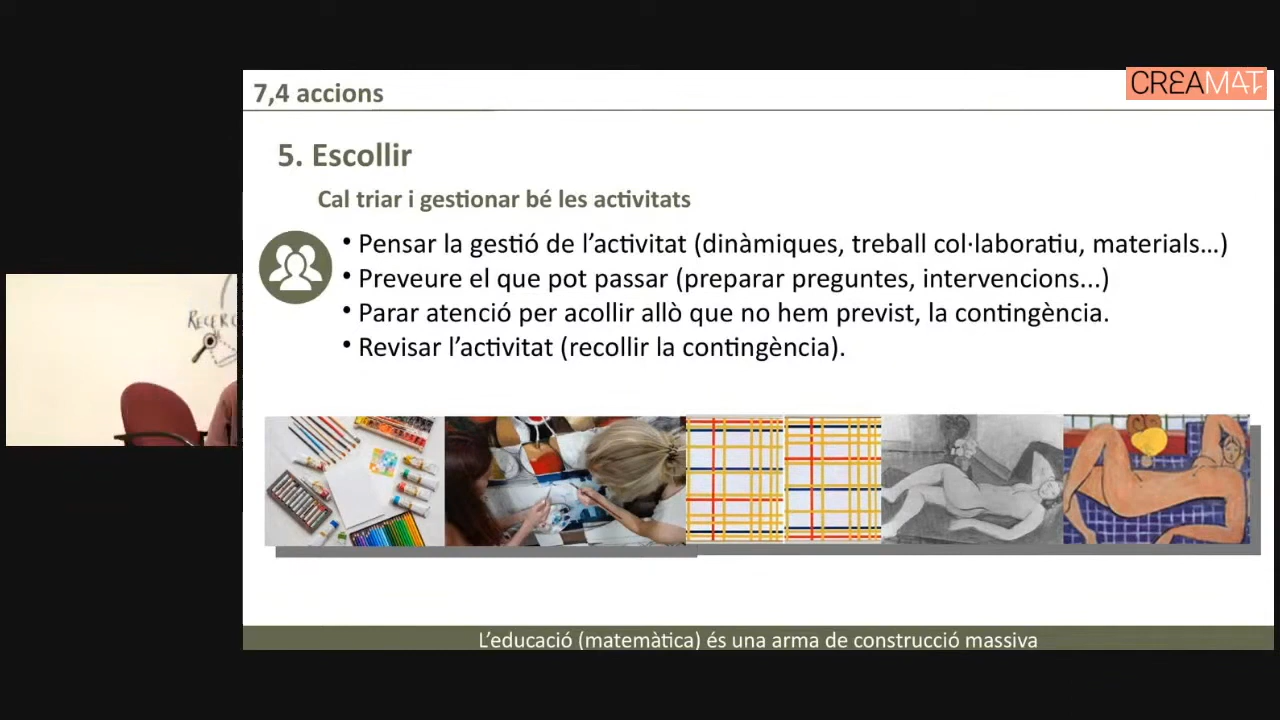 7,4 accions
CREAMAT
5. Escollir
Cal triar i gestionar bé les activitats
• Pensar la gestió de l’activitat (dinàmiques, treball col·laboratiu, materials...)
• Preveure el que pot passar (preparar preguntes, intervencions...)
• Parar atenció per acollir allò que no hem previst, la contingència.
• Revisar l’activitat (recollir la contingència).
L’educació (matemàtica) és una arma de construcció massiva